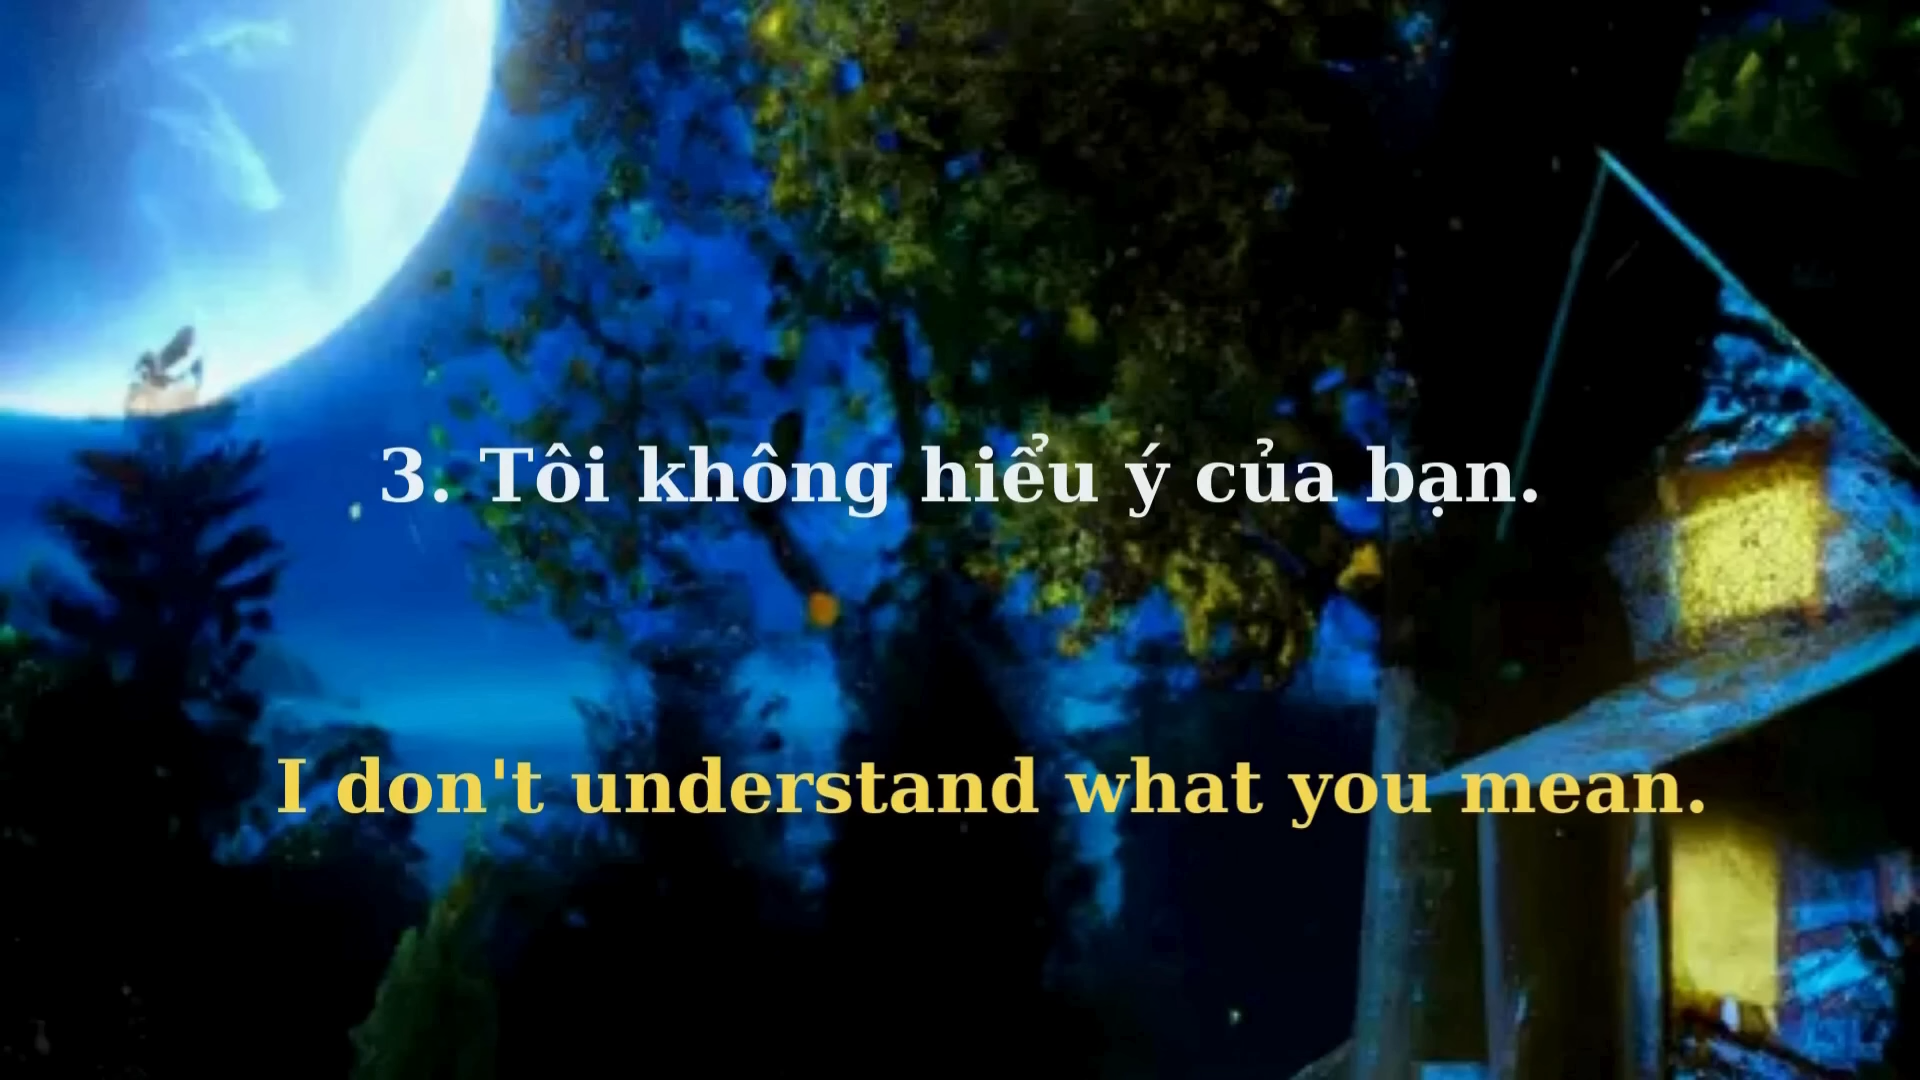 3. Tôi không hiểu ý của bạn.
I don't understand what you mean.